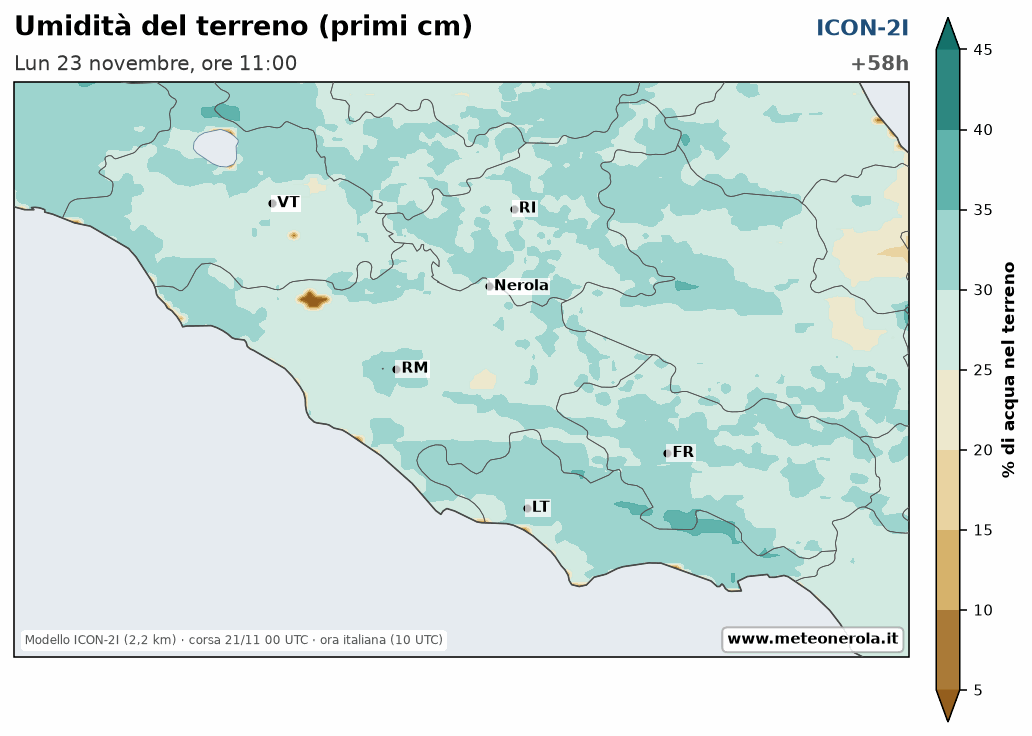 Umidità del terreno (primi cm)
ICON-2I
Lun 23 novembre, ore 11:00
+58h
VT
RI
Nerola
RM
FR
LT
45
40
35
30
25
20
15
10
5
% di acqua nel terreno
Modello ICON-2I (2,2 km) · corsa 21/11 00 UTC · ora italiana (10 UTC)
www.meteonerola.it